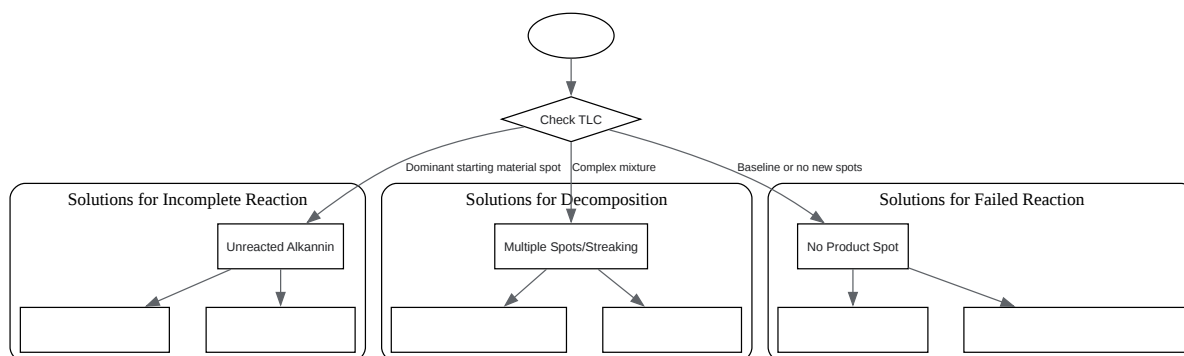 Check TLC
Dominant starting material spot
Complex mixture
Baseline or no new spots
Solutions for Incomplete Reaction
Solutions for Decomposition
Solutions for Failed Reaction
Unreacted Alkannin
Multiple Spots/Streaking
No Product Spot